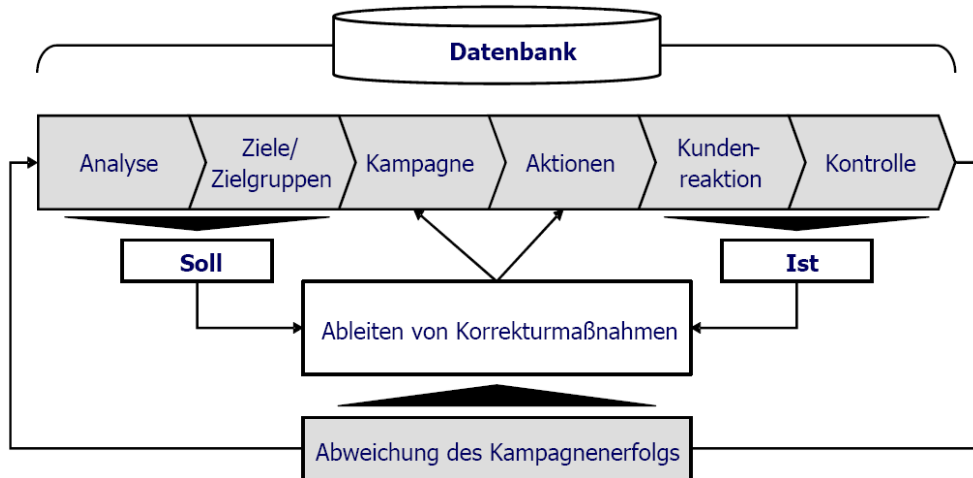 Datenbank
Analyse
Ziele/
Zielgruppen
Kampagne
Aktionen
Kunden-
reaktion
Kontrolle
Soll
Ist
Ableiten von Korrekturmaßnahmen
Abweichung des Kampagnenerfolgs